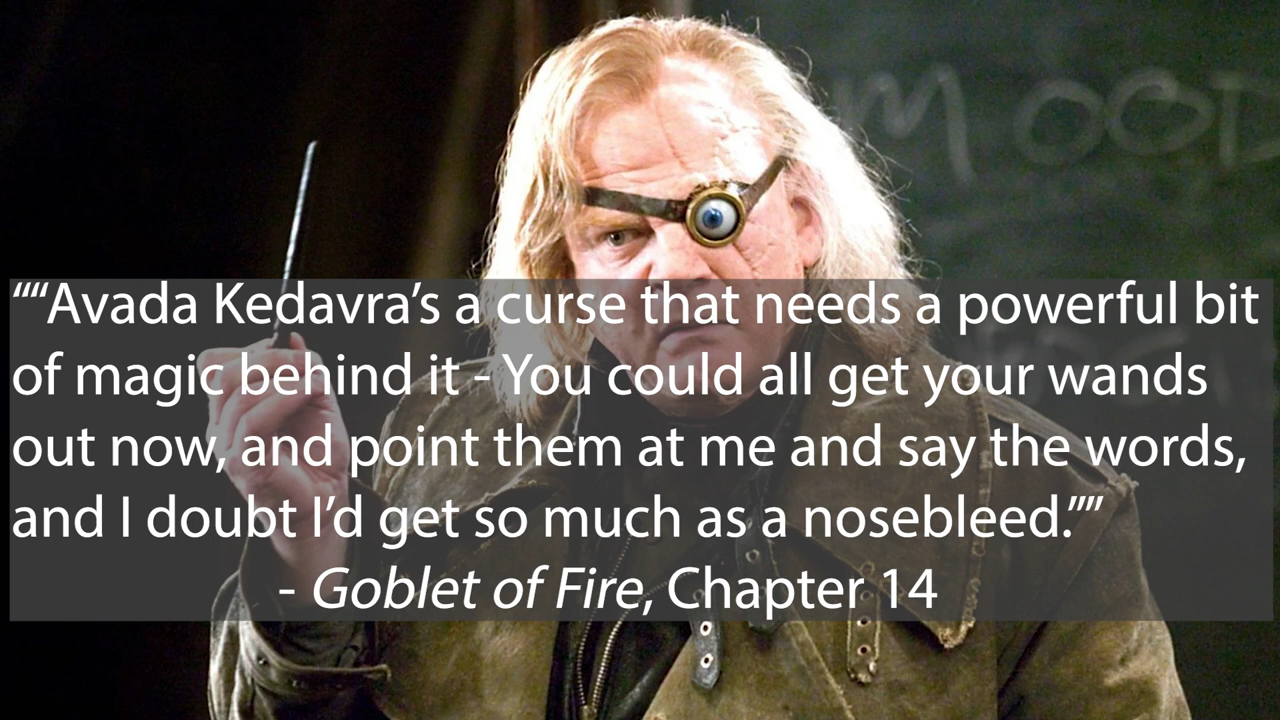 M OOD
““Avada Kedavra’s a curse that needs a powerful bit
of magic behind it - You could all get your wands
out now, and point them at me and say the words,
and I doubt I’d get so much as a nosebleed.””
- Goblet of Fire, Chapter 14